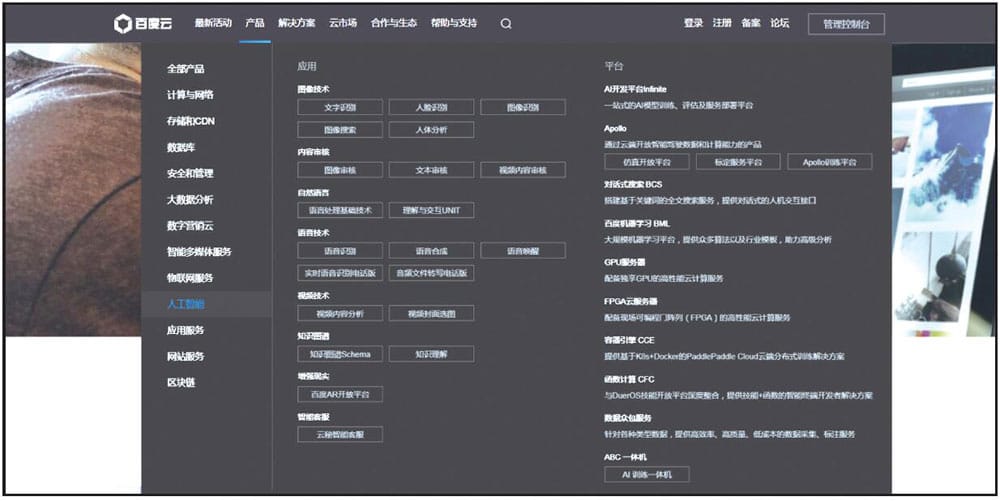 百度云 最新活动 产品 解决方案 云市场 合作与生态 帮助与支持 登录 注册 备案 论坛 管理控制台
全部产品
计算与网络
存储和CDN
数据库
安全和管理
大数据分析
数字营销云
智能多媒体服务
物联网服务
人工智能
应用服务
网站服务
区块链
应用
图像技术
文字识别 人脸识别 图像识别
图像搜索 人体分析
内容审核
图像审核 文本审核 视频内容审核
自然语言
语言处理基础技术 理解与交互UNIT
语音技术
语音识别 语音合成 语音唤醒
实时语音识别电话版 音频文件转写电话版
视频技术
视频内容分析 视频封面选图
知识图谱
知识图谱Schema 知识理解
增强现实
百度AR开放平台
智能客服
云秘智能客服
平台
AI开发平台Infinite
一站式的AI模型训练、评估及服务部署平台
Apollo
通过云端开放智能驾驶数据和计算能力的产品
仿真开放平台 标定服务平台 Apollo训练平台
对话式搜索 BCS
搭建基于关键词的全文搜索服务，提供对话式的人机交互接口
百度机器学习 BML
大规模机器学习平台，提供众多算法以及行业模板，助力高级分析
GPU服务器
配备独享GPU的高性能云计算服务
FPGA云服务器
配备现场可编程门阵列（FPGA）的高性能云计算服务
容器引擎 CCE
提供基于K8s+Docker的PaddlePaddle Cloud云端分布式训练解决方案
函数计算 CFC
与DuerOS技能开放平台深度整合，提供技能+函数的智能终端开发者解决方案
数据众包服务
针对各种类型数据，提供高效率、高质量、低成本的数据采集、标注服务
ABC 一体机
AI 训练一体机